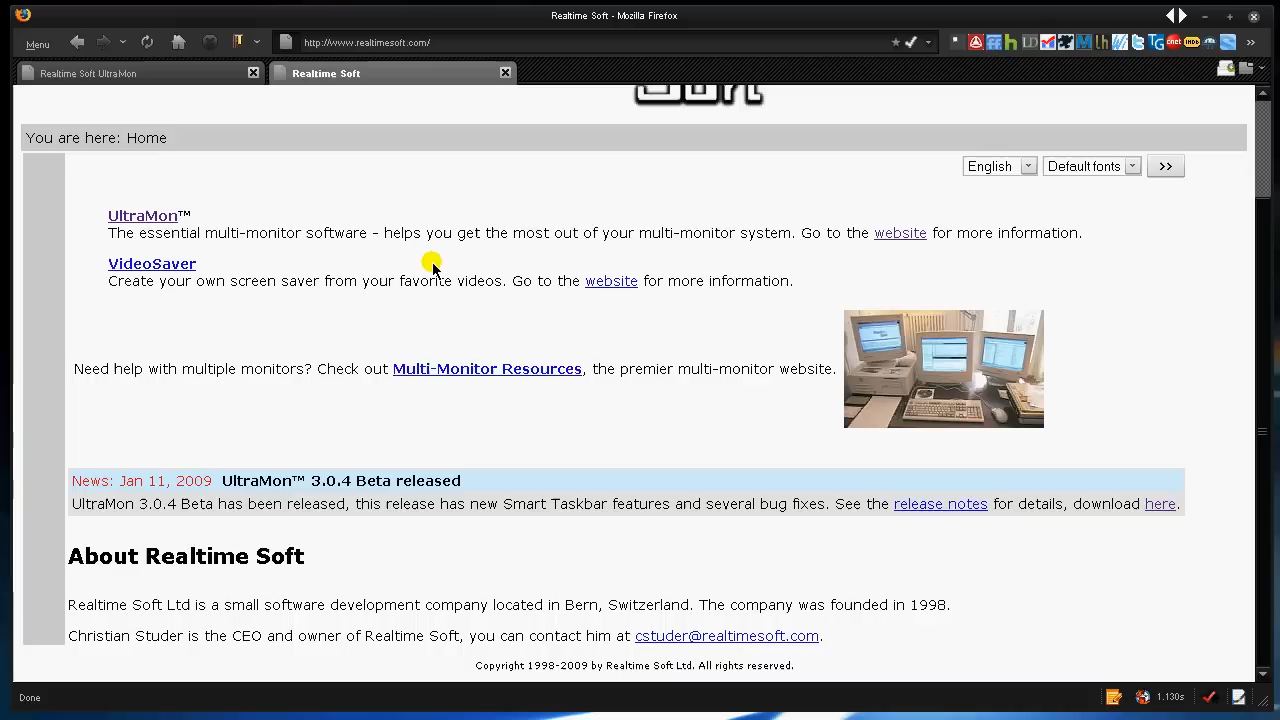 Realtime Soft - Mozilla Firefox
Menu
http://www.realtimesoft.com/
Realtime Soft UltraMon
Realtime Soft
Soft
You are here: Home
English
Default fonts
>>
UltraMon™
The essential multi-monitor software - helps you get the most out of your multi-monitor system. Go to the website for more information.
VideoSaver
Create your own screen saver from your favorite videos. Go to the website for more information.
Need help with multiple monitors? Check out Multi-Monitor Resources, the premier multi-monitor website.
News: Jan 11, 2009 UltraMon™ 3.0.4 Beta released
UltraMon 3.0.4 Beta has been released, this release has new Smart Taskbar features and several bug fixes. See the release notes for details, download here.
About Realtime Soft
Realtime Soft Ltd is a small software development company located in Bern, Switzerland. The company was founded in 1998.
Christian Studer is the CEO and owner of Realtime Soft, you can contact him at cstuder@realtimesoft.com.
Copyright 1998-2009 by Realtime Soft Ltd. All rights reserved.
Done
1.130s